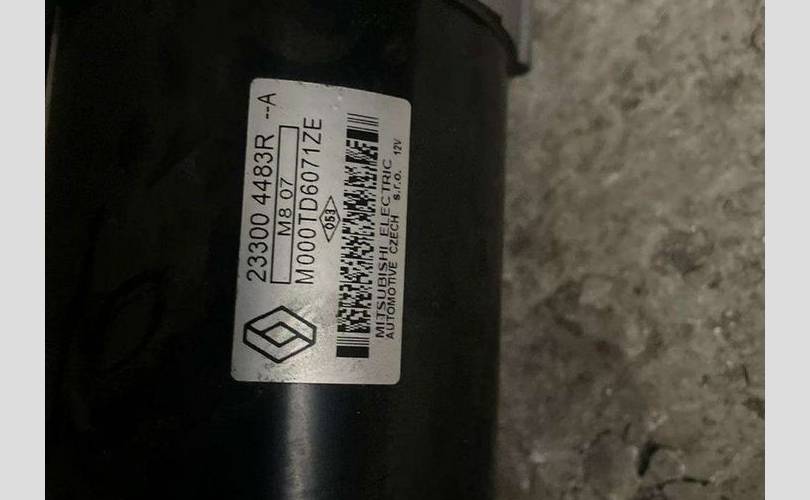 23300 4483R --A
M8 07
M000TD6071ZE
053
MITSUBISHI ELECTRIC
AUTOMOTIVE CZECH s.r.o. 12V